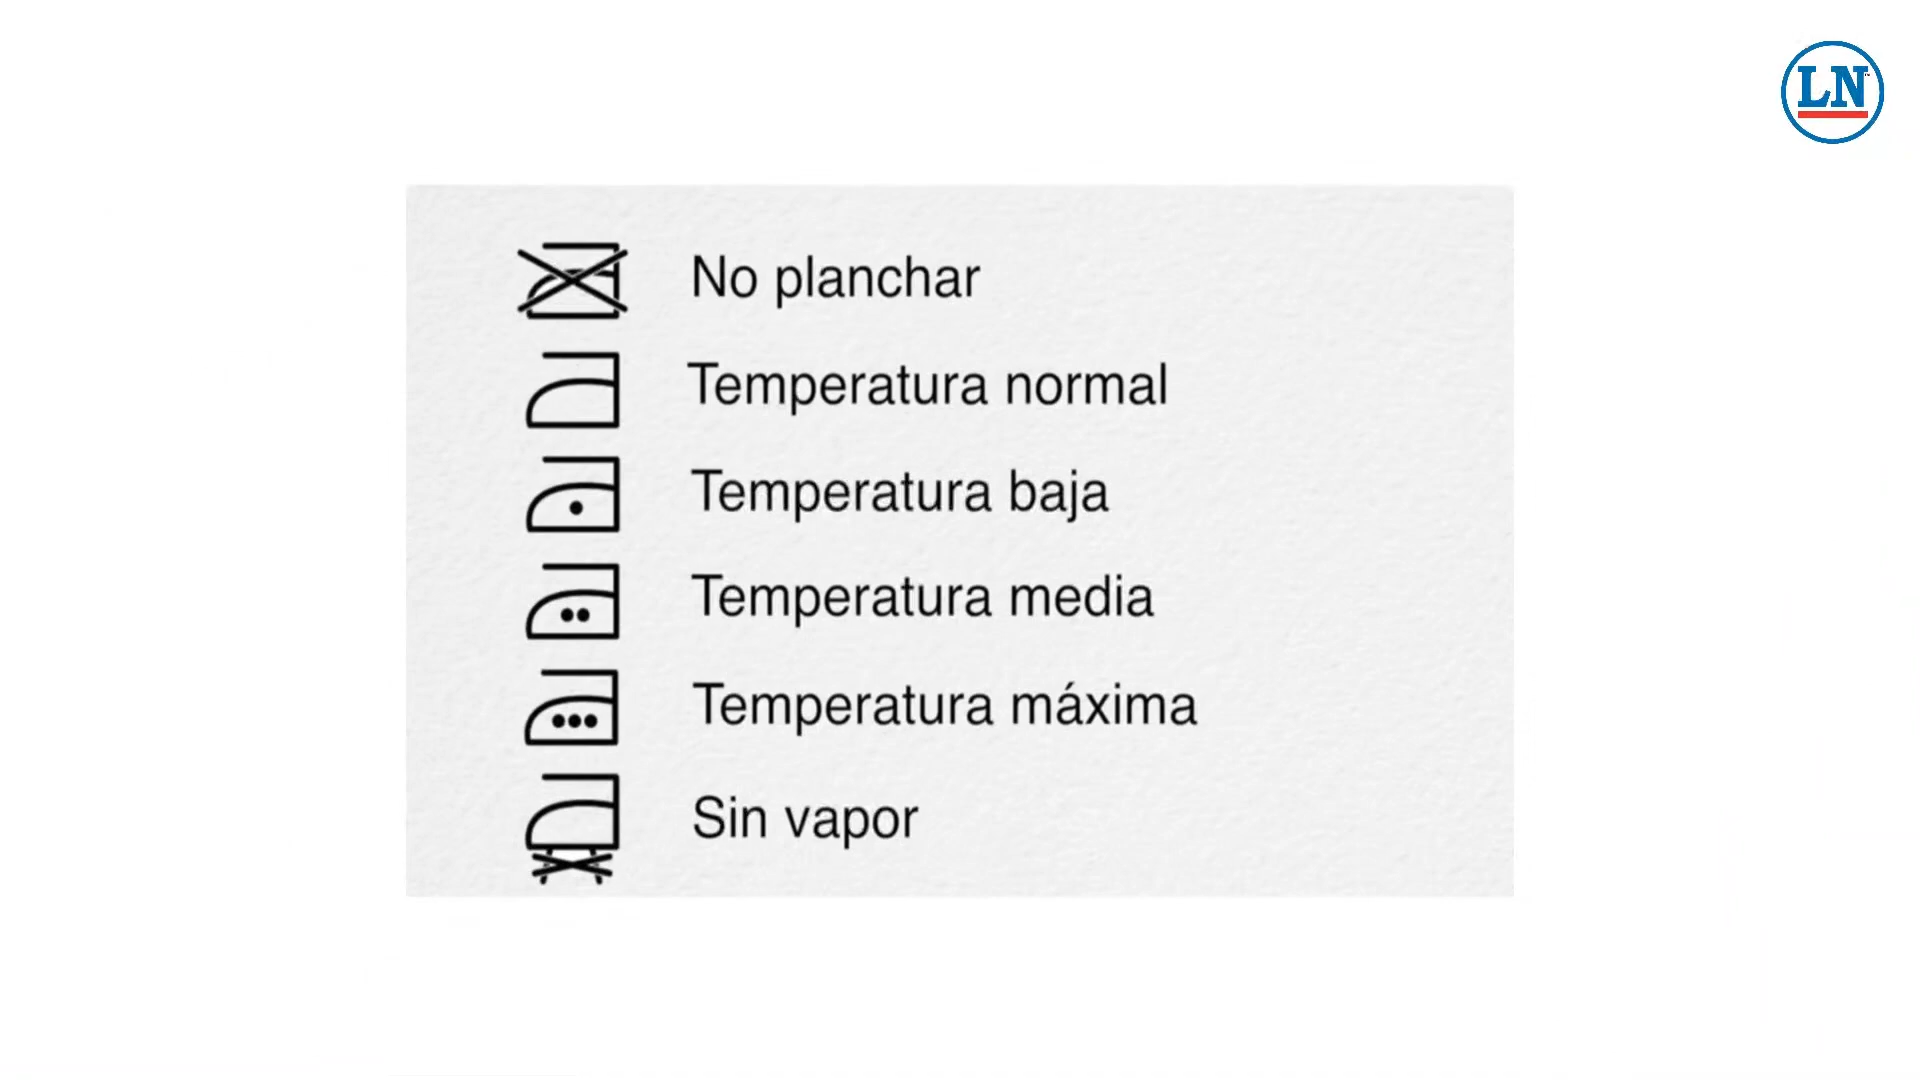 LN
No planchar
Temperatura normal
Temperatura baja
Temperatura media
Temperatura máxima
Sin vapor